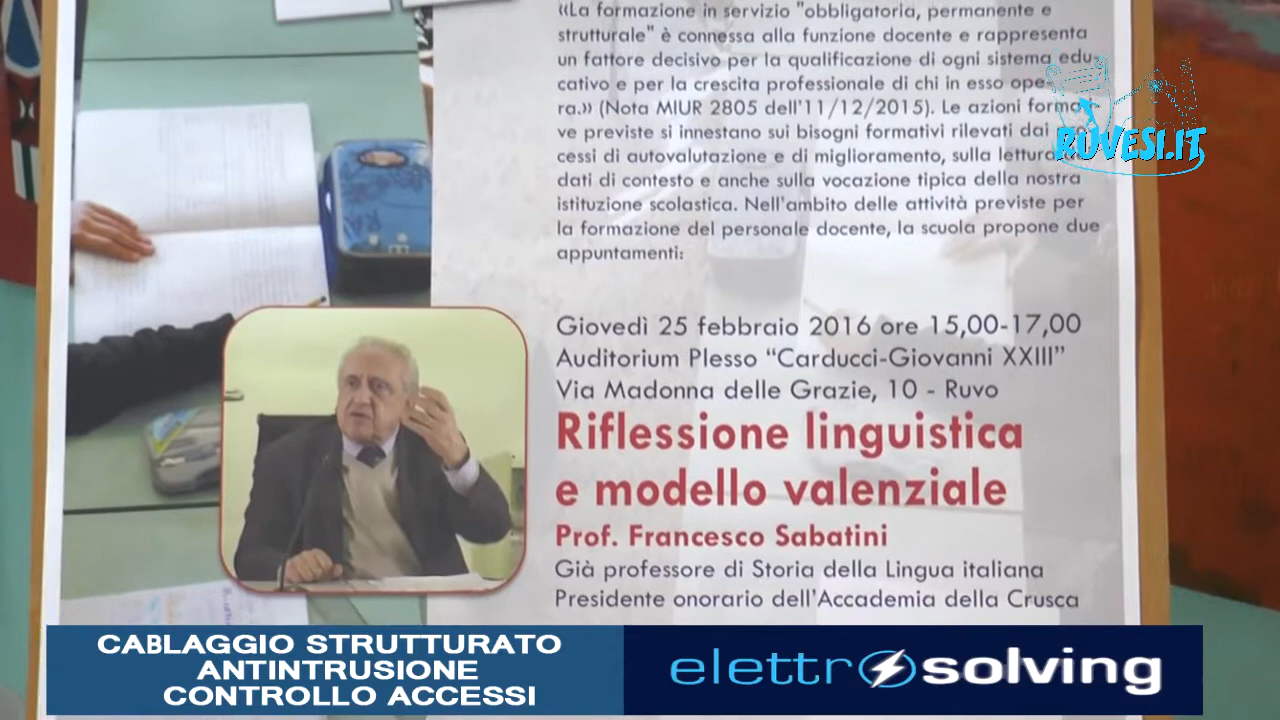 «La formazione in servizio "obbligatoria, permanente e
strutturale" è connessa alla funzione docente e rappresenta
un fattore decisivo per la qualificazione di ogni sistema edu-
cativo e per la crescita professionale di chi in esso ope-
ra.» (Nota MIUR 2805 dell'11/12/2015). Le azioni forma-
ve previste si innestano sui bisogni formativi rilevati dai
cessi di autovalutazione e di miglioramento, sulla lettura
dati di contesto e anche sulla vocazione tipica della nostra
istituzione scolastica. Nell'ambito delle attività previste per
la formazione del personale docente, la scuola propone due
appuntamenti:
RUVESI.IT
Giovedì 25 febbraio 2016 ore 15,00-17,00
Auditorium Plesso "Carducci-Giovanni XXIII"
Via Madonna delle Grazie, 10 - Ruvo
Riflessione linguistica
e modello valenziale
Prof. Francesco Sabatini
Già professore di Storia della Lingua italiana
Presidente onorario dell'Accademia della Crusca
CABLAGGIO STRUTTURATO
ANTINTRUSIONE
CONTROLLO ACCESSI
elettrosolving